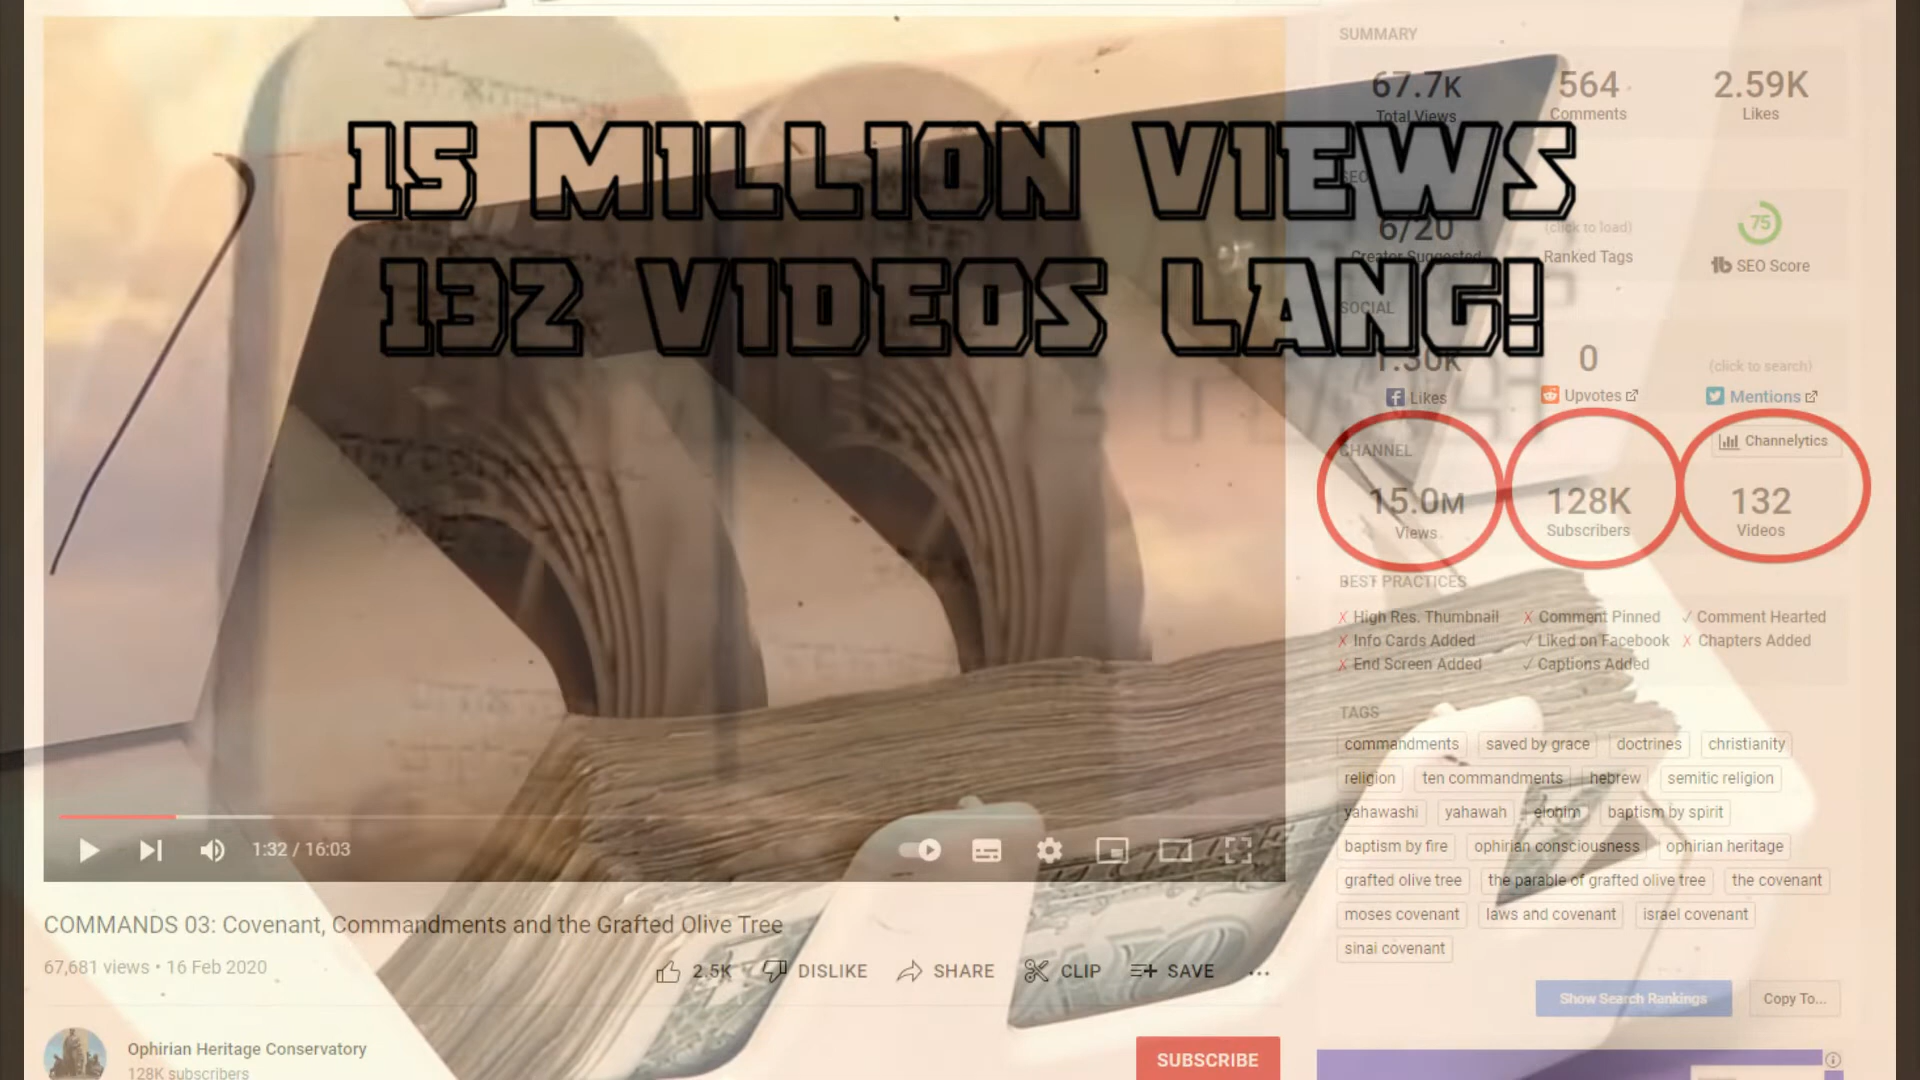 15 MILLION VIEWS
132 VIDEOS LANG!
SUMMARY
67.7K
Total Views
564
Comments
2.59K
Likes
SEO
6/20
Creator Suggested
(click to load)
Ranked Tags
75
tb SEO Score
SOCIAL
1.30K
Likes
0
Upvotes
(click to search)
Mentions
CHANNEL
Channelytics
15.0M
Views
128K
Subscribers
132
Videos
BEST PRACTICES
X High Res. Thumbnail X Comment Pinned ✓ Comment Hearted
X Info Cards Added ✓ Liked on Facebook X Chapters Added
X End Screen Added ✓ Captions Added
TAGS
commandments saved by grace doctrines christianity
religion ten commandments hebrew semitic religion
yahawashi yahawah elohim baptism by spirit
baptism by fire ophirian consciousness ophirian heritage
grafted olive tree the parable of grafted olive tree the covenant
moses covenant laws and covenant israel covenant
sinai covenant
Show Search Rankings Copy To...
1:32 / 16:03
COMMANDS 03: Covenant, Commandments and the Grafted Olive Tree
67,681 views • 16 Feb 2020
2.5K DISLIKE SHARE CLIP SAVE ...
Ophirian Heritage Conservatory
128K subscribers
SUBSCRIBE